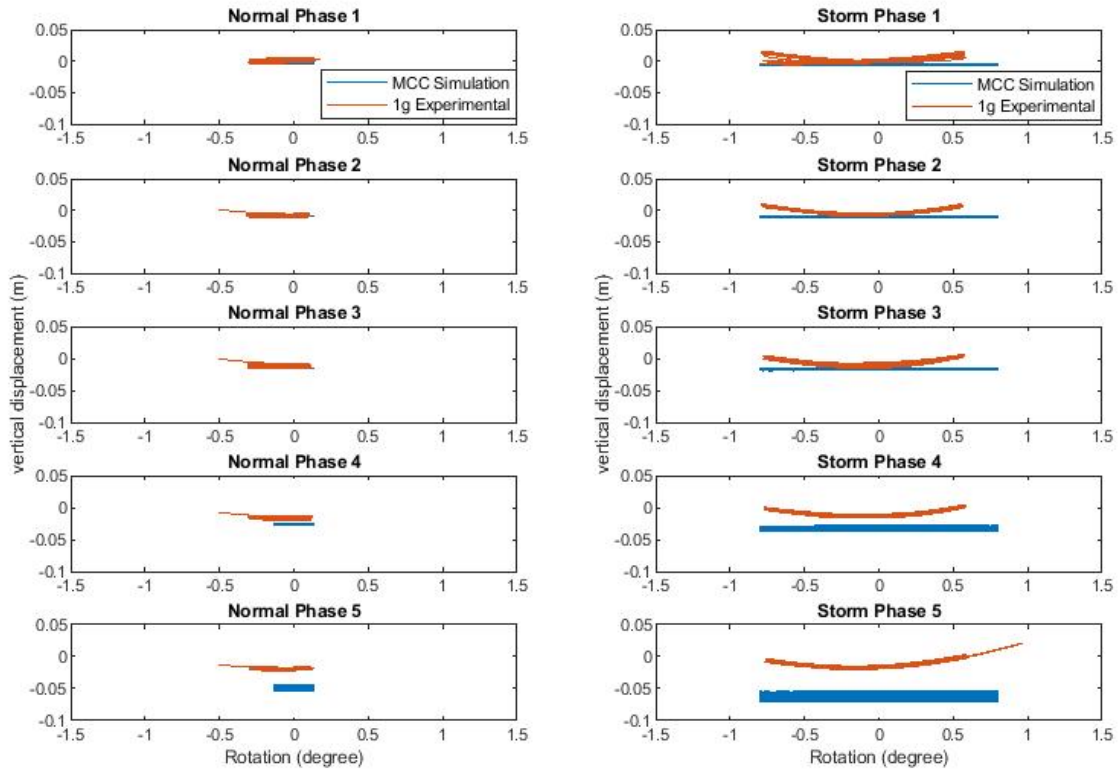 Normal Phase 1
0.05
0
-0.05
-0.1
MCC Simulation
1g Experimental
-1.5 -1 -0.5 0 0.5 1 1.5
Normal Phase 2
0.05
0
-0.05
-0.1
-1.5 -1 -0.5 0 0.5 1 1.5
Normal Phase 3
0.05
0
-0.05
-0.1
-1.5 -1 -0.5 0 0.5 1 1.5
vertical displacement (m)
Normal Phase 4
0.05
0
-0.05
-0.1
-1.5 -1 -0.5 0 0.5 1 1.5
Normal Phase 5
0.05
0
-0.05
-0.1
-1.5 -1 -0.5 0 0.5 1 1.5
Rotation (degree)
Storm Phase 1
0.05
0
-0.05
-0.1
MCC Simulation
1g Experimental
-1.5 -1 -0.5 0 0.5 1 1.5
Storm Phase 2
0.05
0
-0.05
-0.1
-1.5 -1 -0.5 0 0.5 1 1.5
Storm Phase 3
0.05
0
-0.05
-0.1
-1.5 -1 -0.5 0 0.5 1 1.5
vertical displacement (m)
Storm Phase 4
0.05
0
-0.05
-0.1
-1.5 -1 -0.5 0 0.5 1 1.5
Storm Phase 5
0.05
0
-0.05
-0.1
-1.5 -1 -0.5 0 0.5 1 1.5
Rotation (degree)